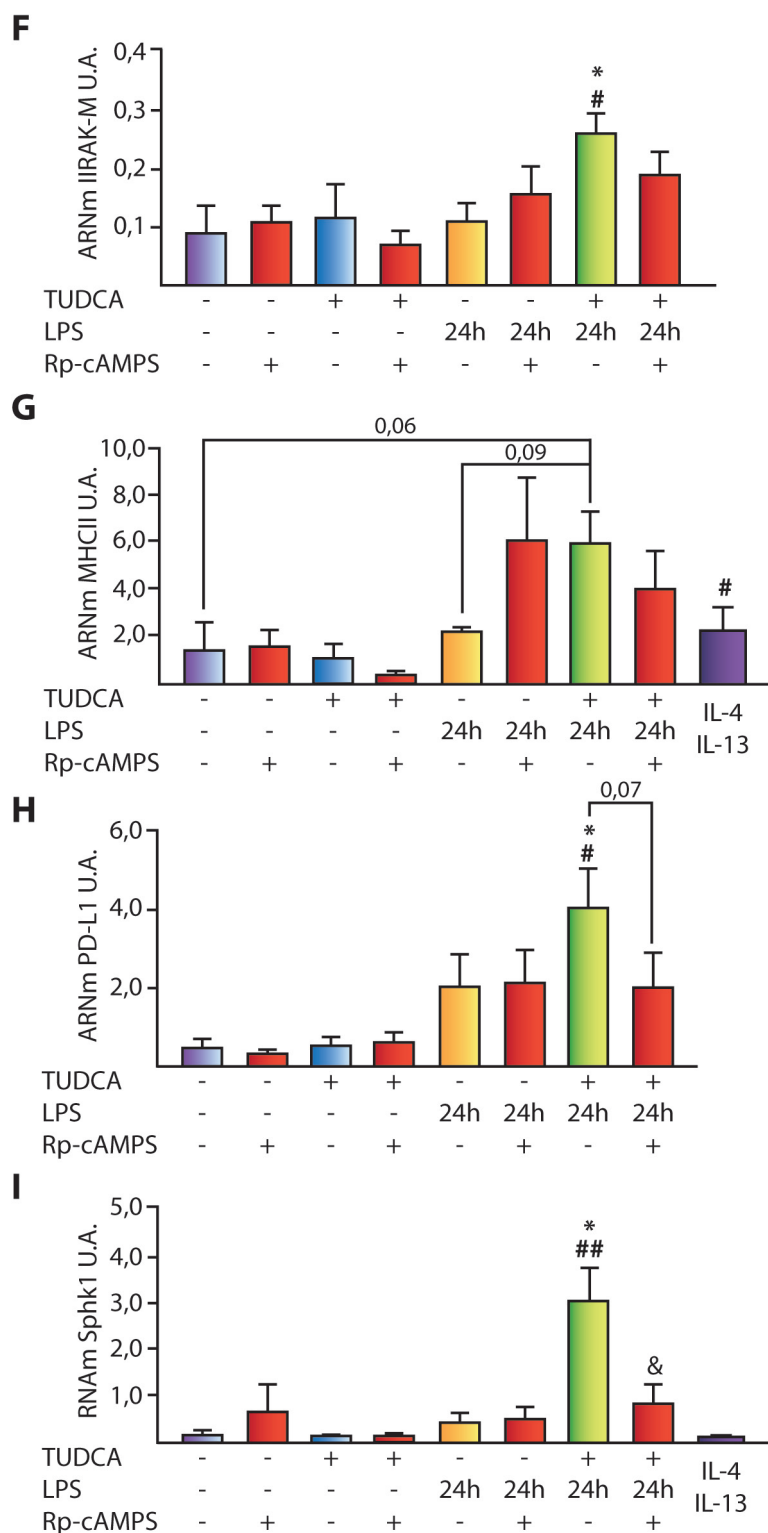 F
ARNm IIRAK-M U.A.
0,4
0,3
0,2
0,1
*
#
TUDCA - - + + - - + +
LPS - - - - 24h 24h 24h 24h
Rp-cAMPS - + - + - + - +
G
ARNm MHCII U.A.
10,0
8,0
6,0
4,0
2,0
0,06
0,09
#
TUDCA - - + + - - + + IL-4
LPS - - - - 24h 24h 24h 24h IL-13
Rp-cAMPS - + - + - + - +
H
ARNm PD-L1 U.A.
6,0
4,0
2,0
0,07
*
#
TUDCA - - + + - - + +
LPS - - - - 24h 24h 24h 24h
Rp-cAMPS - + - + - + - +
I
RNAm Sphk1 U.A.
5,0
4,0
3,0
2,0
1,0
*
##
&
TUDCA - - + + - - + + IL-4
LPS - - - - 24h 24h 24h 24h IL-13
Rp-cAMPS - + - + - + - +